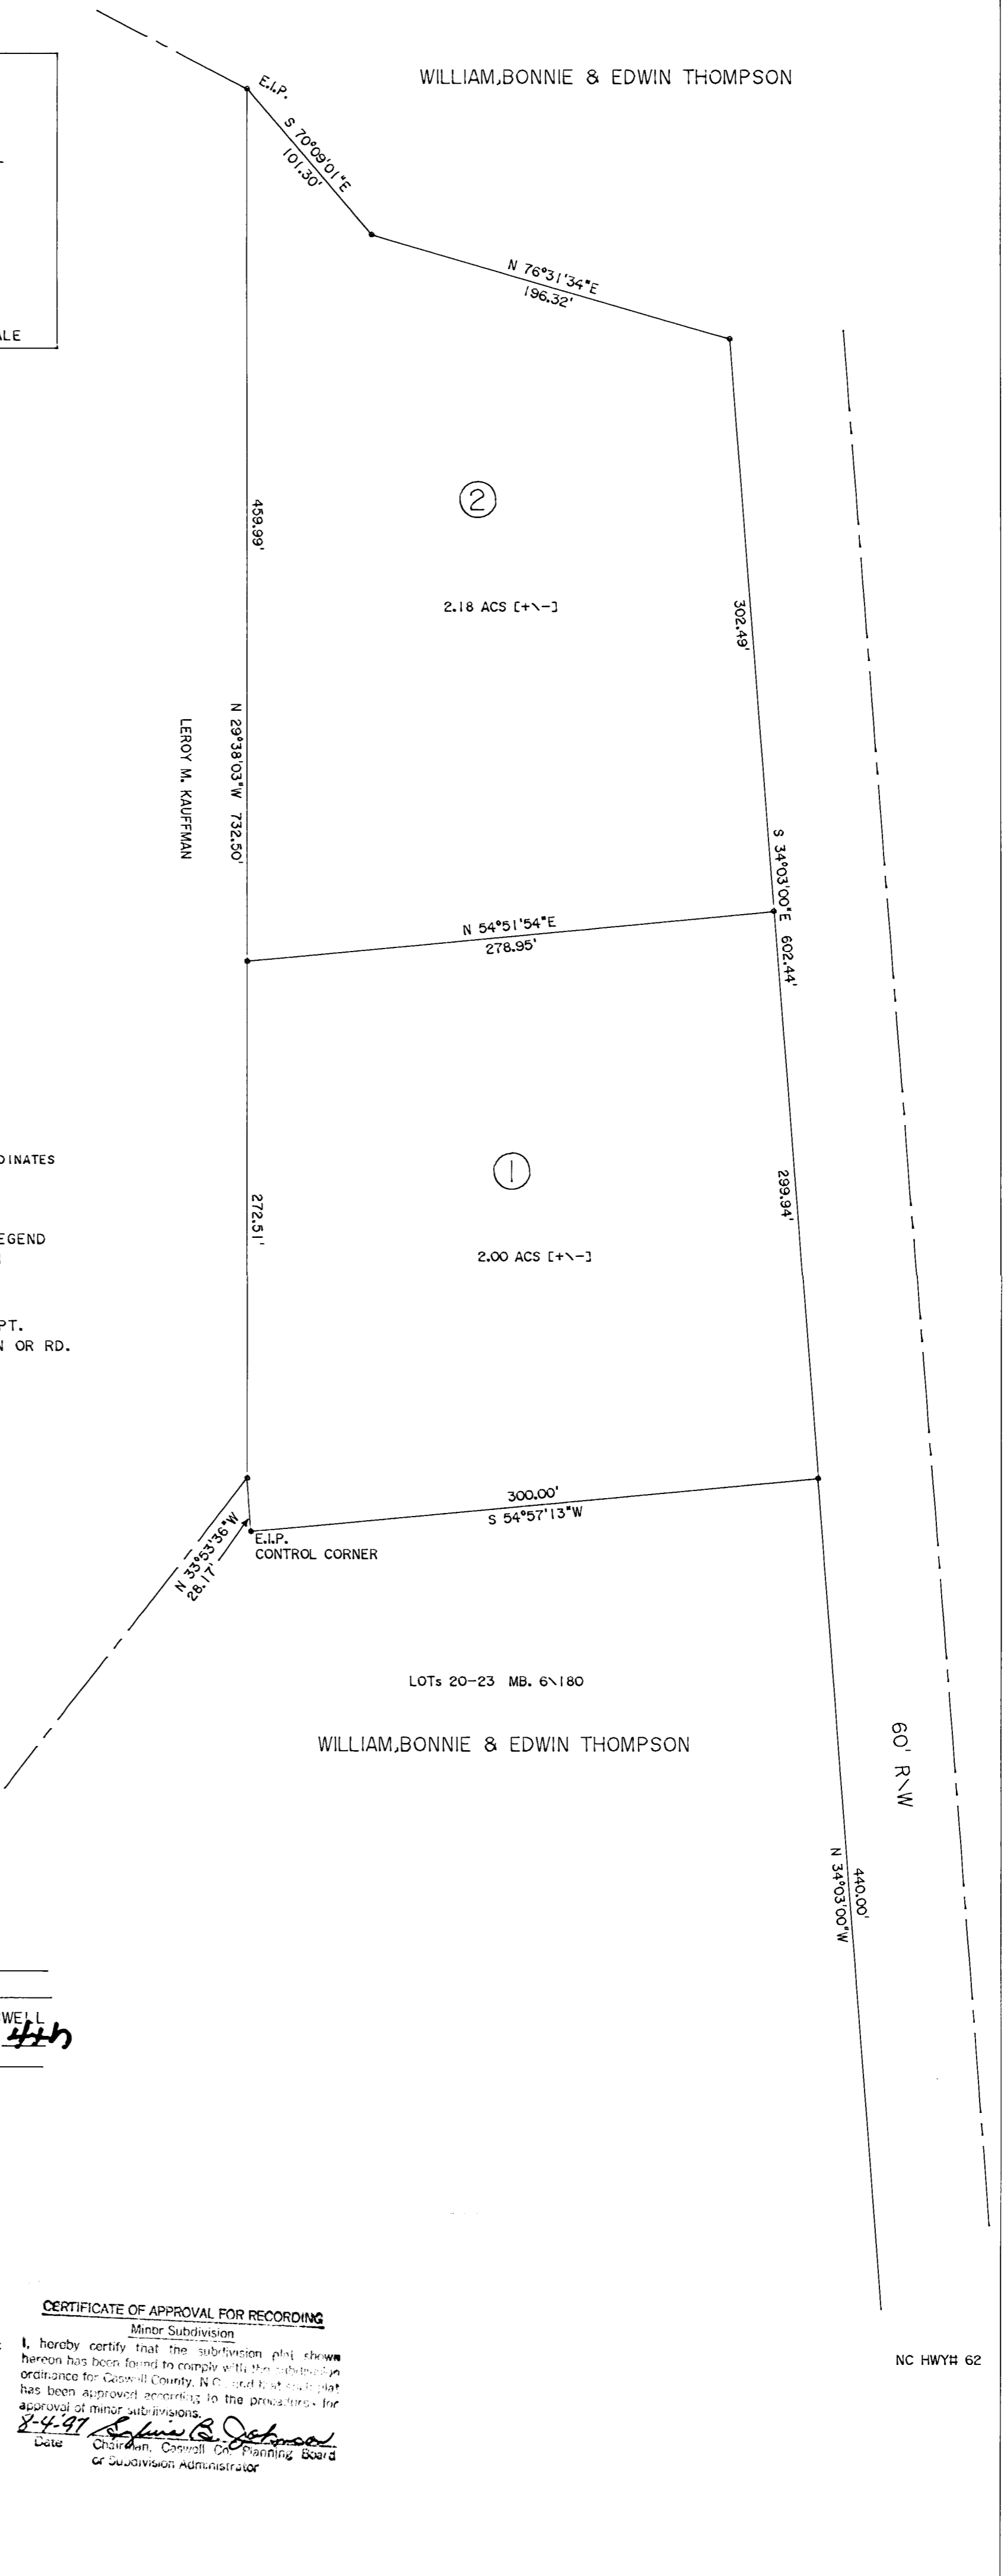 WILLIAM,BONNIE & EDWIN THOMPSON
E.I.P.
S 70°09'01"E
101.30'
N 76°31'34"E
196.32'
ALE
2
459.99'
2.18 ACS [+\-]
302.49'
N 29°38'03"W 732.50'
LEROY M. KAUFFMAN
S 34°03'00"E 602.44'
N 54°51'54"E
278.95'
DINATES
1
272.51'
299.94'
EGEND
2.00 ACS [+\-]
PT.
N OR RD.
300.00'
S 54°57'13"W
N 33°53'36"W
28.17'
E.I.P.
CONTROL CORNER
LOTs 20-23 MB. 6\180
WILLIAM,BONNIE & EDWIN THOMPSON
60' R\W
440.00'
N 34°03'00"W
WELL
CERTIFICATE OF APPROVAL FOR RECORDING
Minor Subdivision
I, hereby certify that the subdivision plat shown
hereon has been found to comply with the subdivision
ordinance for Caswell County, N.C., and that such plat
has been approved according to the procedures for
approval of minor subdivisions.
8-4-97 Sylvia B. Johnson
Date Chairman, Caswell Co. Planning Board
or Subdivision Administrator
NC HWY# 62